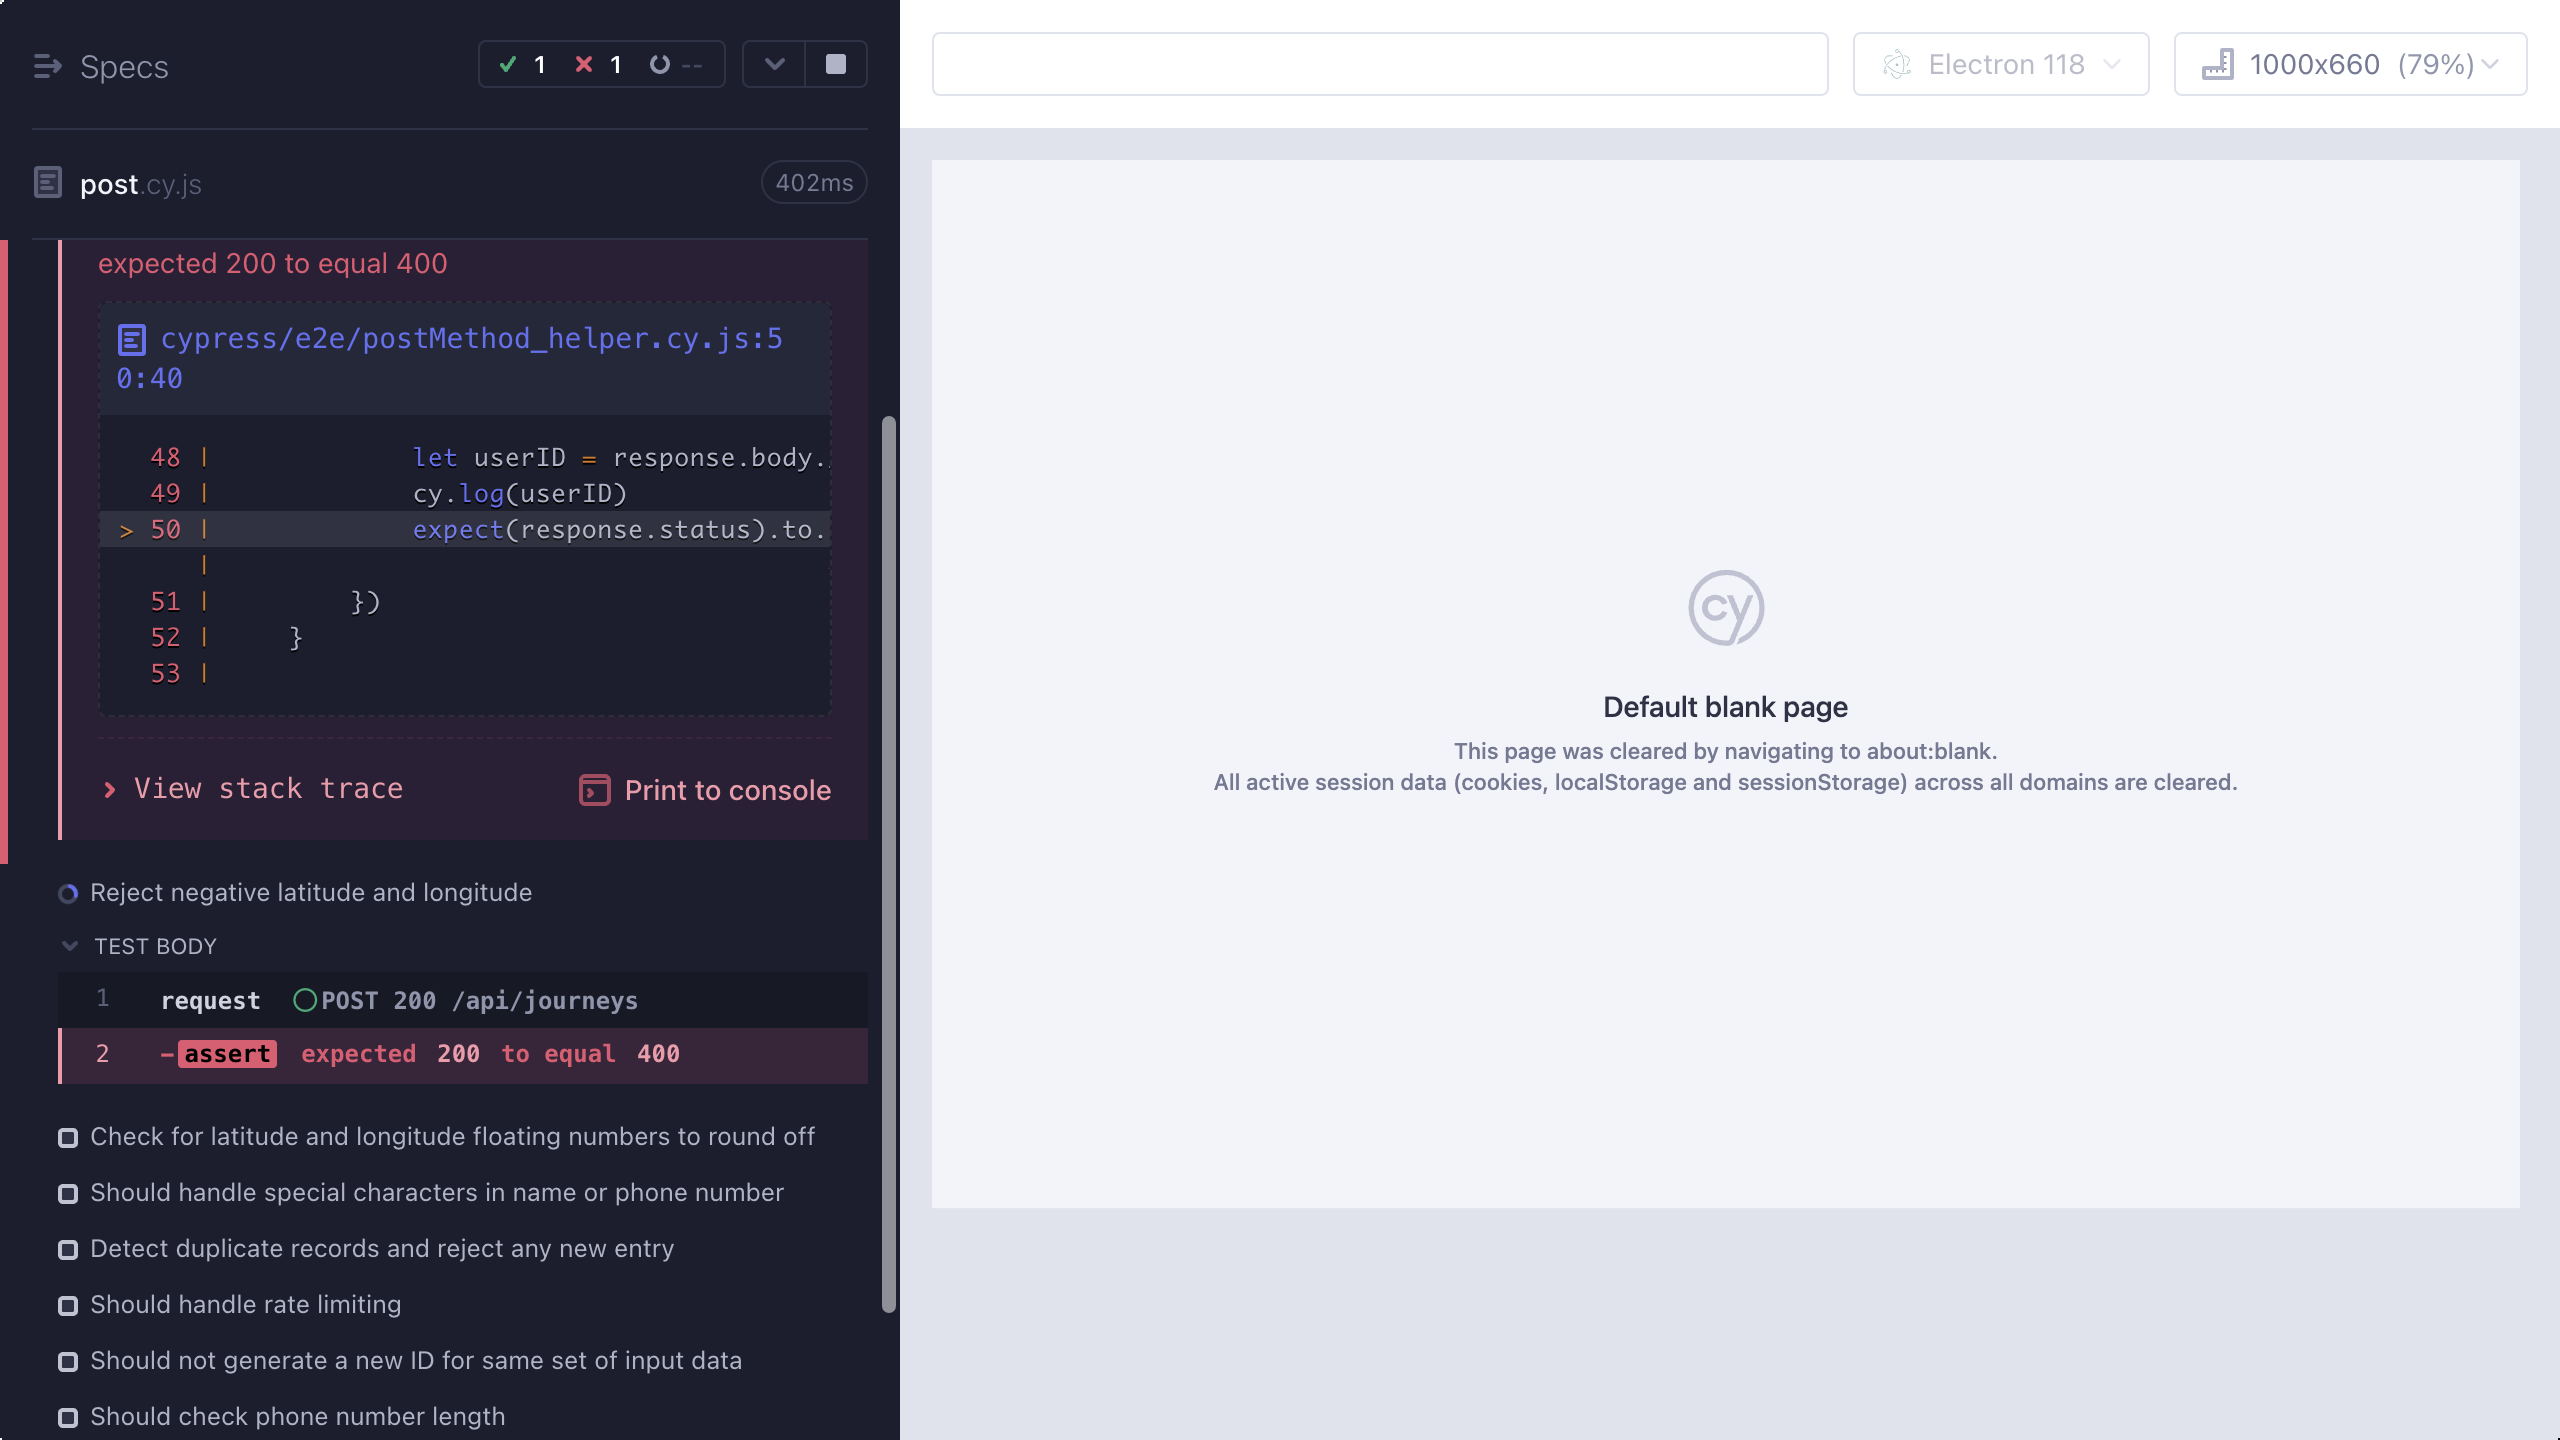 Specs
1 1 --
post.cy.js
402ms
expected 200 to equal 400
cypress/e2e/postMethod_helper.cy.js:5
0:40
48 | let userID = response.body.
49 | cy.log(userID)
> 50 | expect(response.status).to.
|
51 | })
52 | }
53 |
View stack trace
Print to console
Reject negative latitude and longitude
TEST BODY
1 request POST 200 /api/journeys
2 -assert expected 200 to equal 400
Check for latitude and longitude floating numbers to round off
Should handle special characters in name or phone number
Detect duplicate records and reject any new entry
Should handle rate limiting
Should not generate a new ID for same set of input data
Should check phone number length
Electron 118
1000x660 (79%)
cy
Default blank page
This page was cleared by navigating to about:blank.
All active session data (cookies, localStorage and sessionStorage) across all domains are cleared.